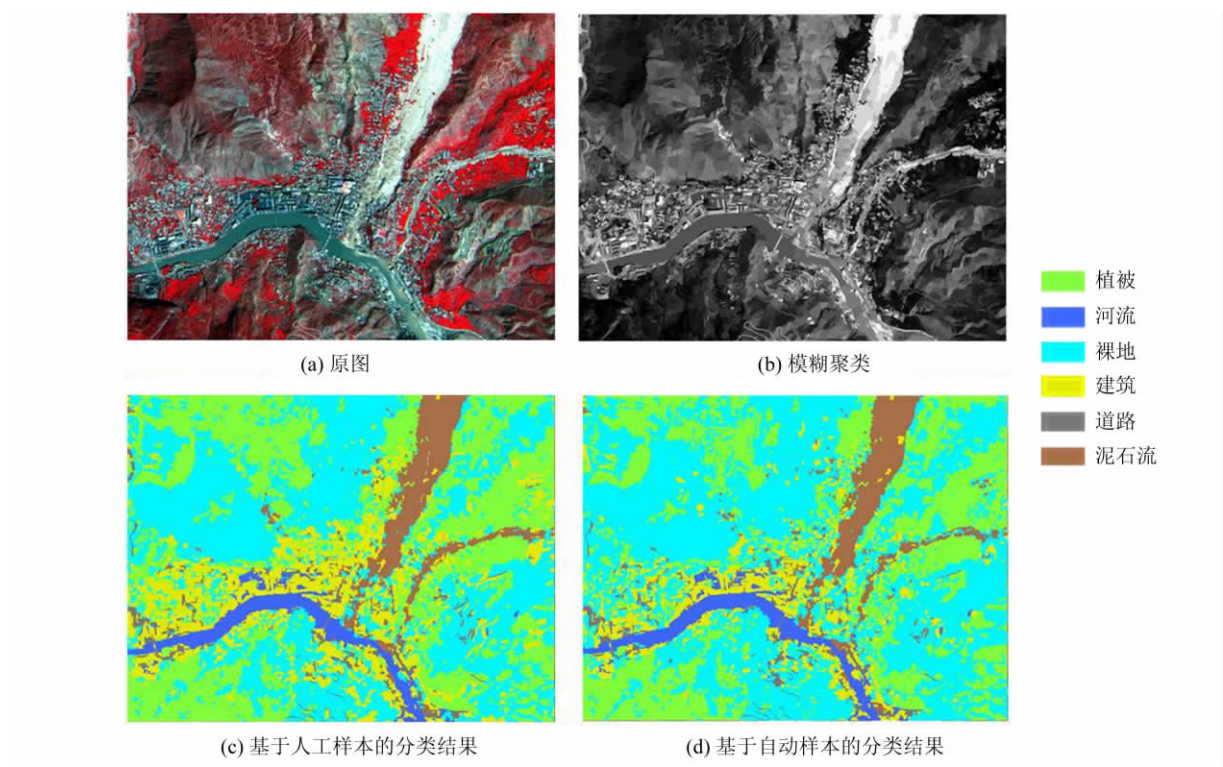 (a) 原图
(b) 模糊聚类
植被
河流
裸地
建筑
道路
泥石流
(c) 基于人工样本的分类结果
(d) 基于自动样本的分类结果